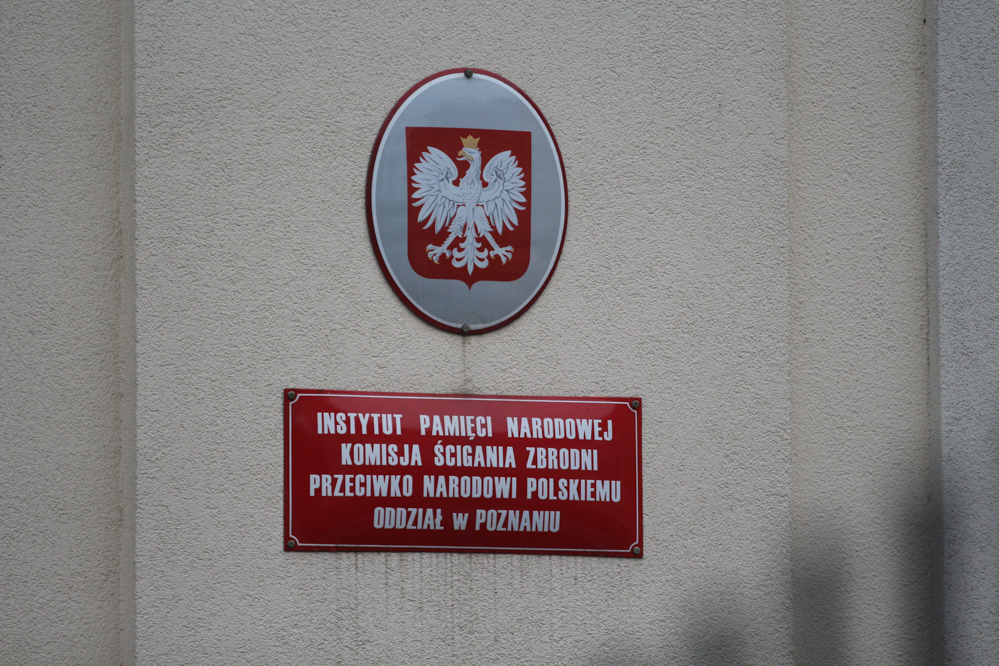 INSTYTUT PAMIĘCI NARODOWEJ
KOMISJA ŚCIGANIA ZBRODNI
PRZECIWKO NARODOWI POLSKIEMU
ODDZIAŁ w POZNANIU